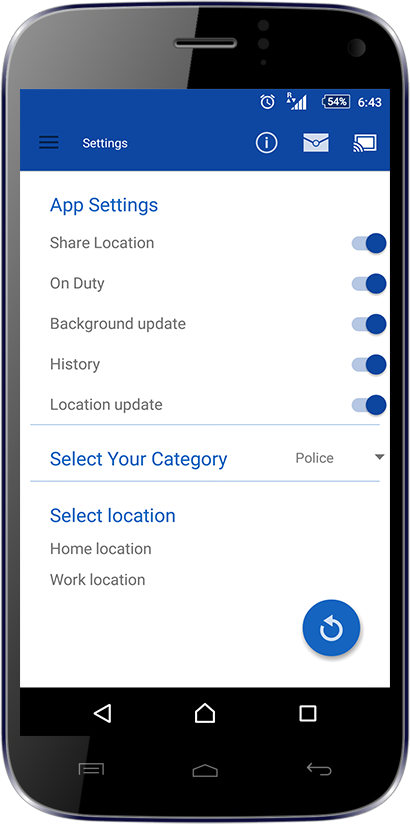 R
54%
6:43
Settings
App Settings
Share Location
On Duty
Background update
History
Location update
Select Your Category
Police
Select location
Home location
Work location